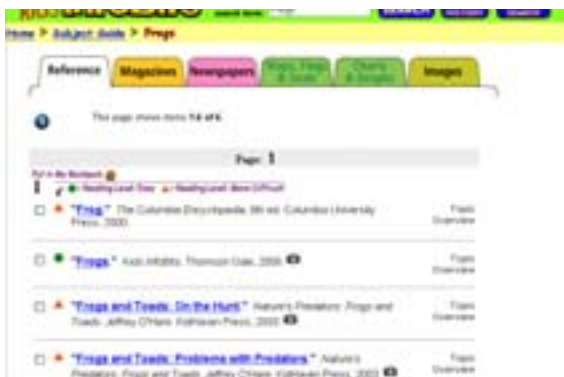 Home > Subject Guide > Frogs
Reference Magazines Newspapers Maps, Flags & Seals Charts & Graphs Images
This page shows items 1-6 of 6.
Page: 1
Put in My Backpack
Reading Level: Easy Reading Level: More Difficult
"Frog." The Columbia Encyclopedia. 6th ed. Columbia University Topic
Press, 2000. Overview
"Frogs." Kids InfoBits. Thomson Gale, 2006. Topic
Overview
"Frogs and Toads: On the Hunt." Nature's Predators: Frogs and Topic
Toads. Jeffrey O'Hare. KidHaven Press, 2003. Overview
"Frogs and Toads: Problems with Predators." Nature's Topic
Predators: Frogs and Toads. Jeffrey O'Hare. KidHaven Press, 2003. Overview